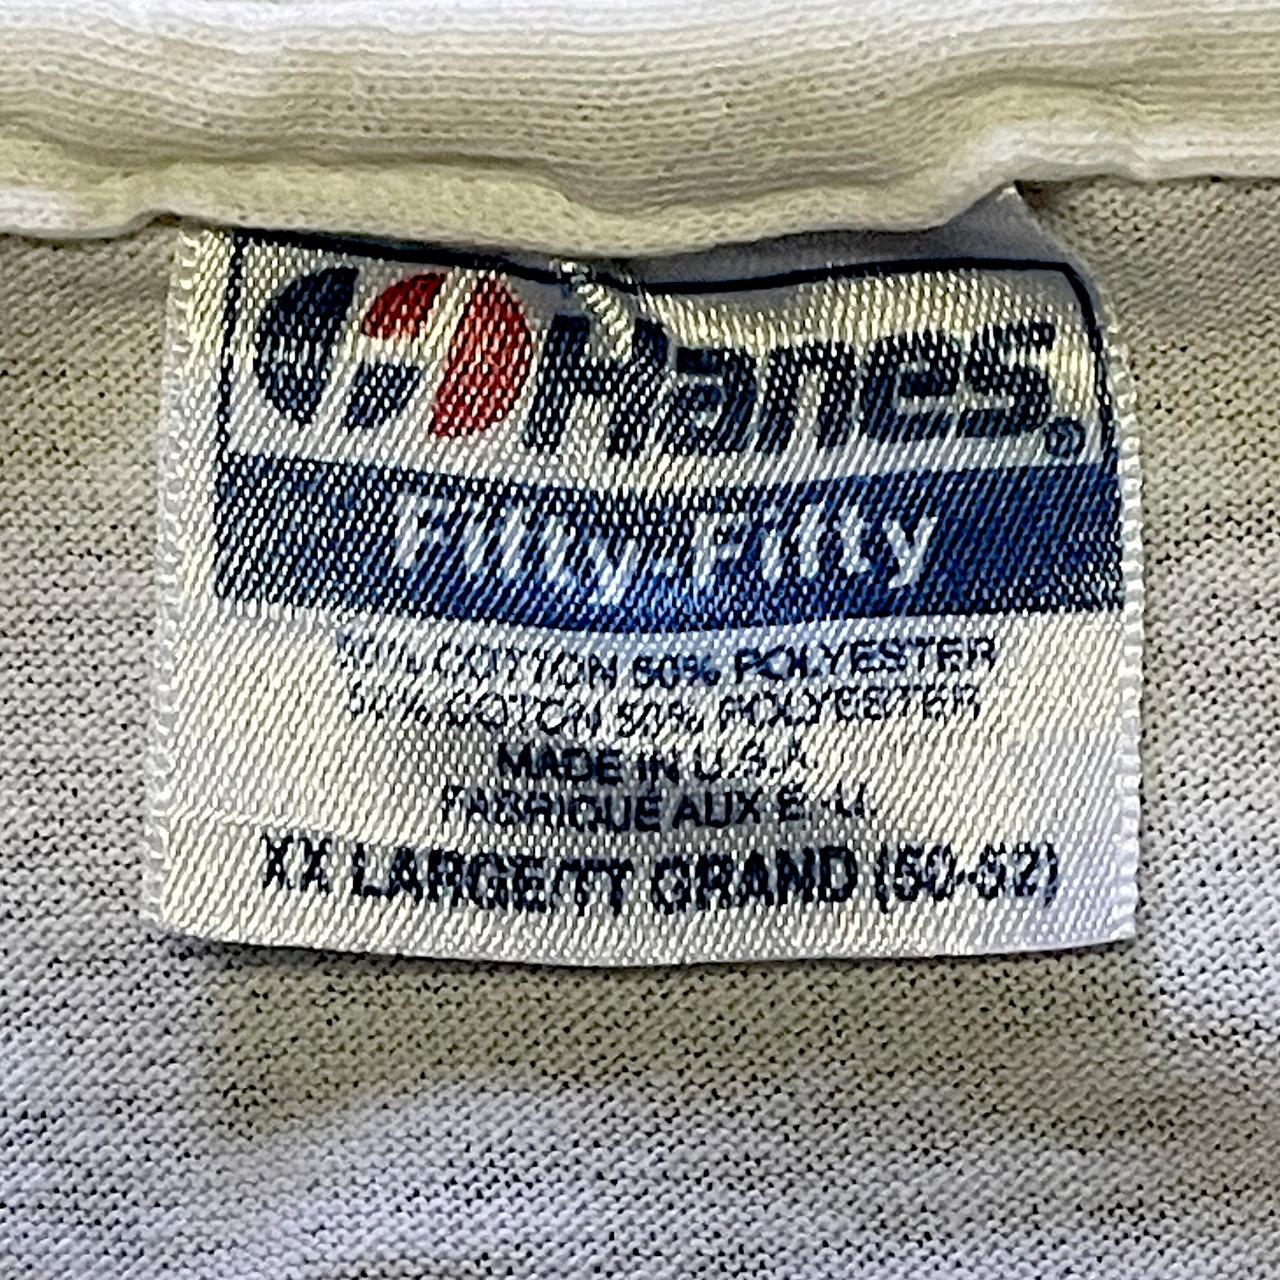 Hanes®
Fifty-Fifty
50% COTTON 50% POLYESTER
50% COTON 50% POLYESTER
MADE IN U.S.A.
FABRIQUE AUX E.-U.
XX LARGE/TT GRAND (50-52)